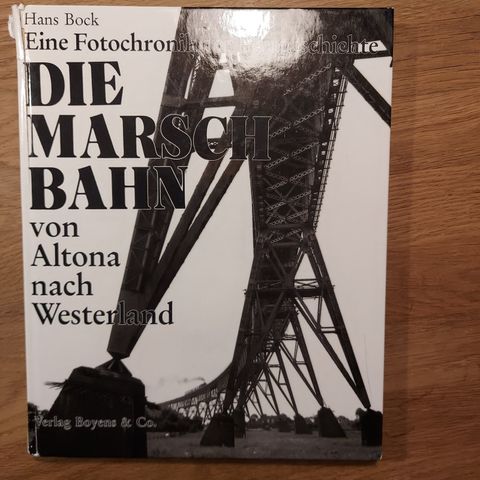 Hans Bock
Eine Fotochronik
DIE
MARSCH
BAHN
von
Altona
nach
Westerland
Verlag Boyens & Co.